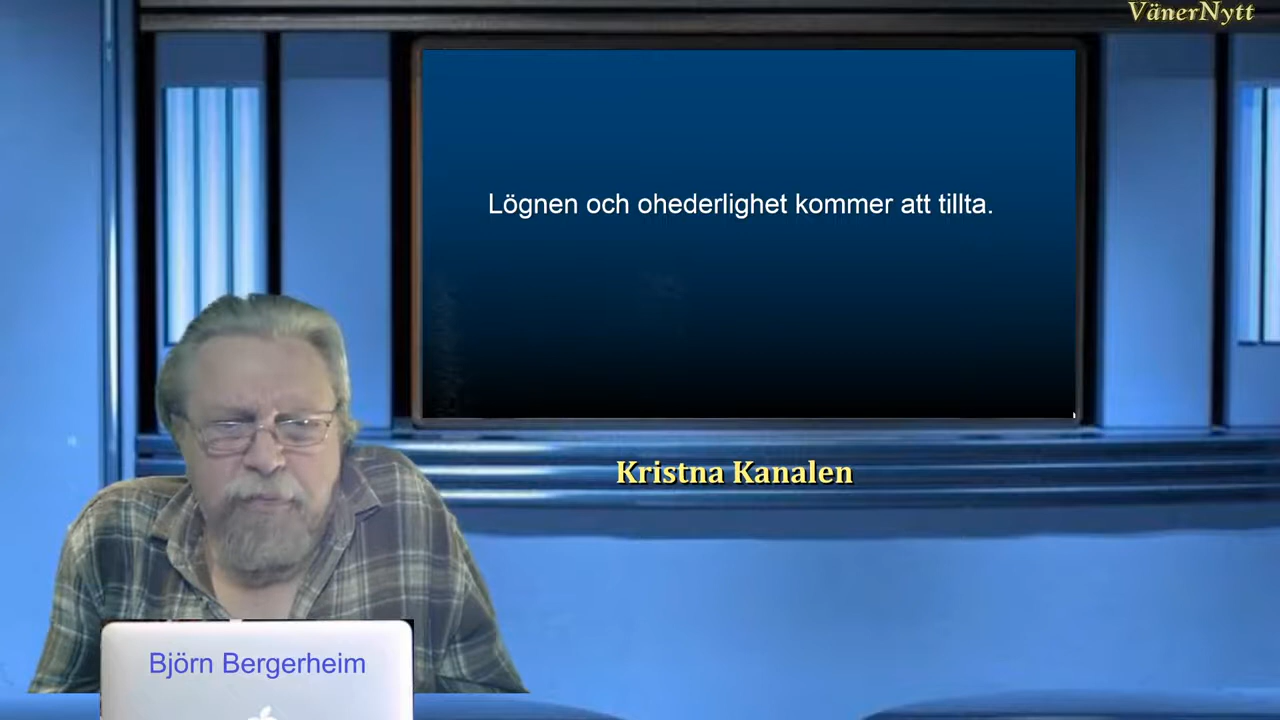 VänerNytt
Lögnen och ohederlighet kommer att tillta.
Kristna Kanalen
Björn Bergerheim